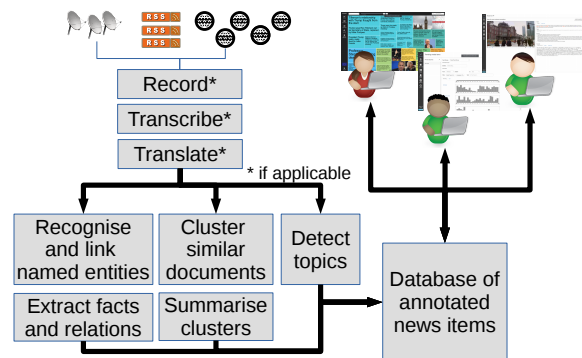 RSS
RSS
RSS
Record*
Transcribe*
Translate*
* if applicable
Recognise
and link
named entities
Cluster
similar
documents
Detect
topics
Extract facts
and relations
Summarise
clusters
Database of
annotated
news items